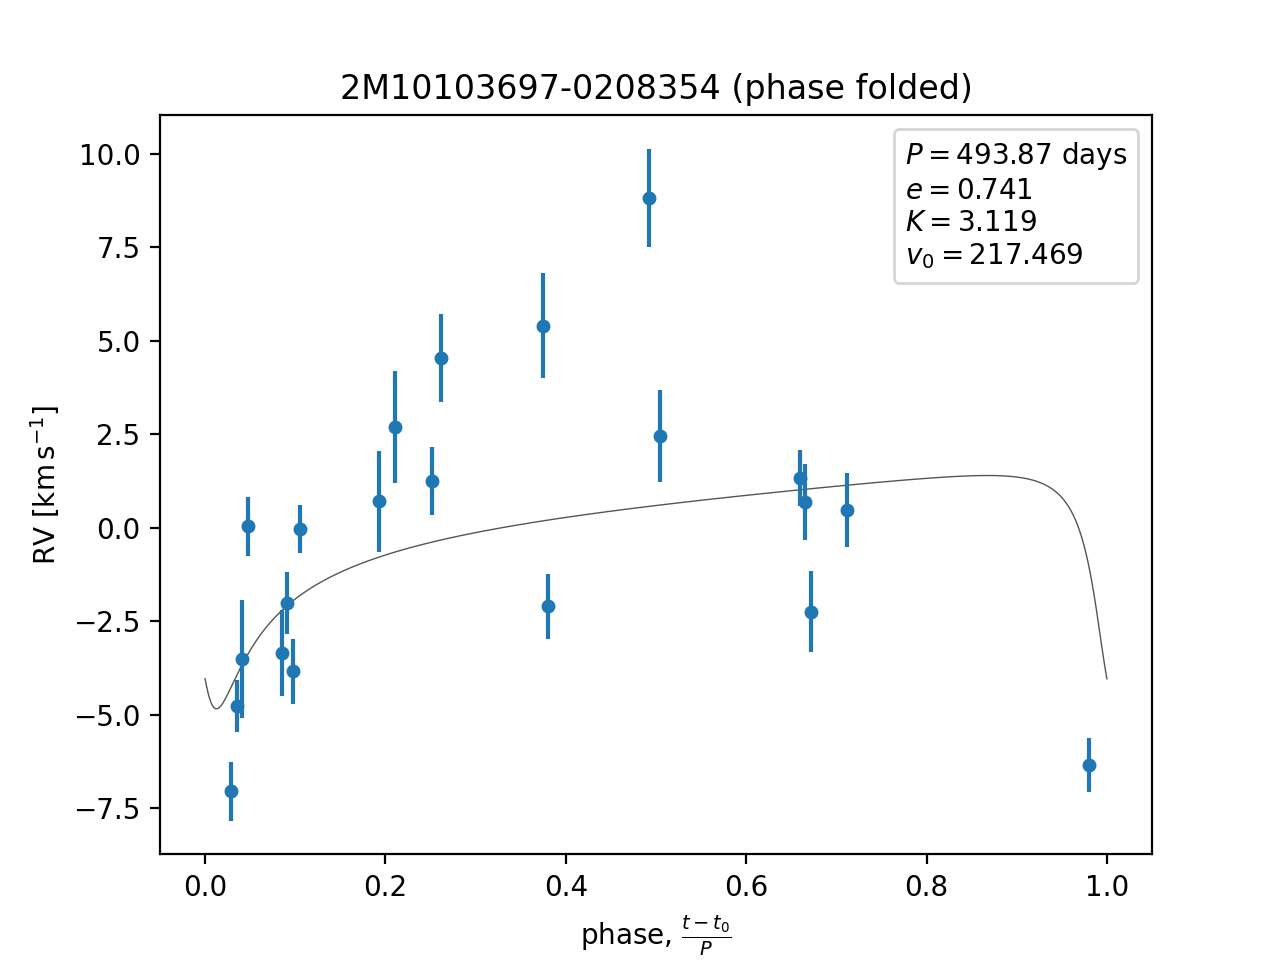 2M10103697-0208354 (phase folded)
P = 493.87 days
e = 0.741
K = 3.119
v₀ = 217.469
10.0
7.5
5.0
2.5
0.0
−2.5
−5.0
−7.5
RV [km s⁻¹]
0.0 0.2 0.4 0.6 0.8 1.0
phase, (t − t₀)/P